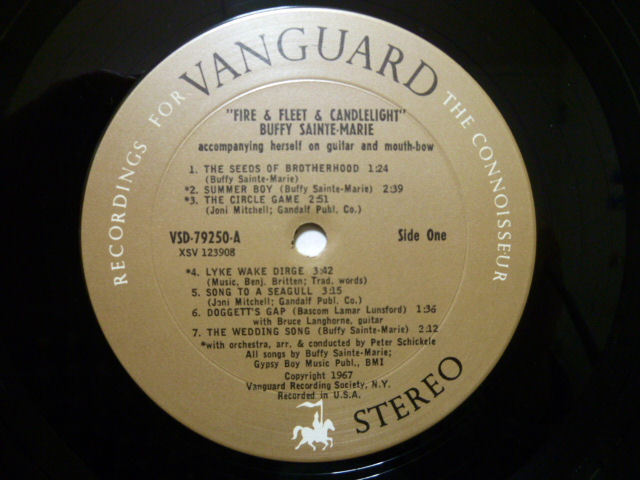 RECORDINGS FOR VANGUARD THE CONNOISSEUR
"FIRE & FLEET & CANDLELIGHT"
BUFFY SAINTE-MARIE
accompanying herself on guitar and mouth-bow
1. THE SEEDS OF BROTHERHOOD 1:24
(Buffy Sainte-Marie)
*2. SUMMER BOY (Buffy Sainte-Marie) 2:39
*3. THE CIRCLE GAME 2:51
(Joni Mitchell; Gandalf Publ. Co.)
VSD-79250-A Side One
XSV 123908
*4. LYKE WAKE DIRGE 3:42
(Music, Benj. Britten; Trad. words)
5. SONG TO A SEAGULL 3:15
(Joni Mitchell; Gandalf Publ. Co.)
6. DOGGETT'S GAP (Bascom Lamar Lunsford) 1:36
with Bruce Langhorne, guitar
7. THE WEDDING SONG (Buffy Sainte-Marie) 2:12
*with orchestra, arr. & conducted by Peter Schickele
All songs by Buffy Sainte-Marie;
Gypsy Boy Music Publ., BMI
Copyright 1967
Vanguard Recording Society, N.Y.
Recorded in U.S.A.
STEREO